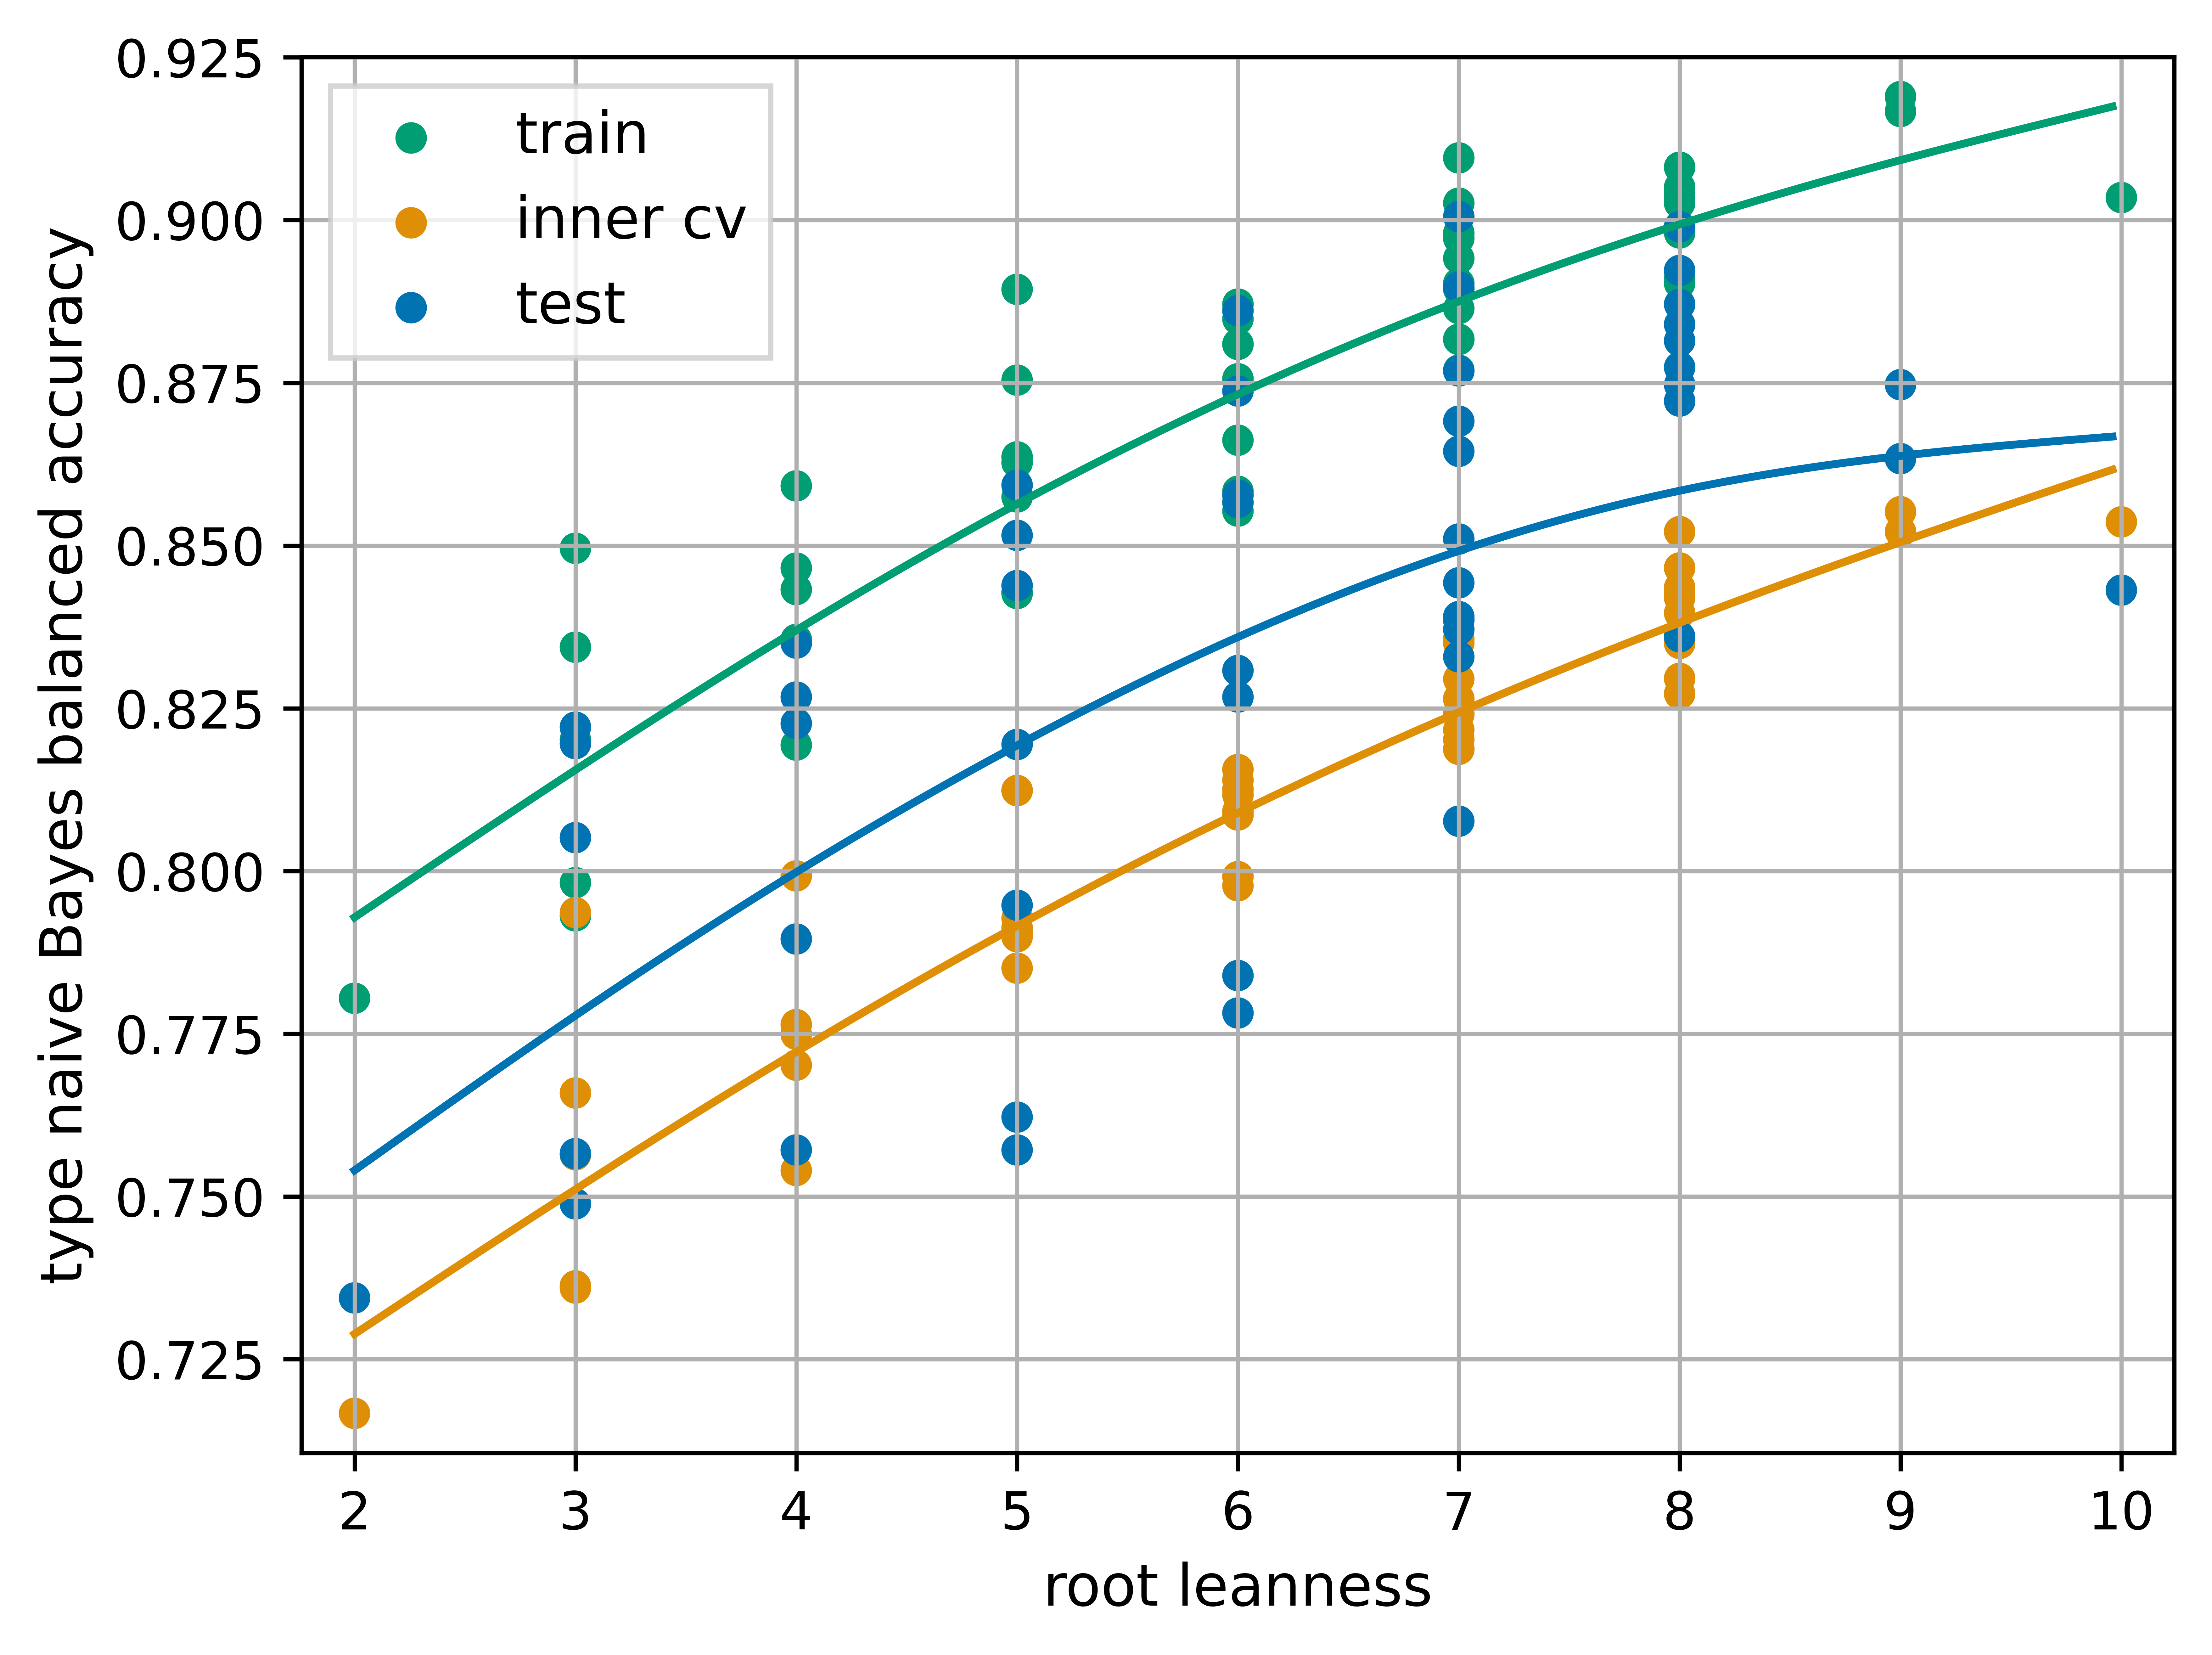 type naive Bayes balanced accuracy
0.925
0.900
0.875
0.850
0.825
0.800
0.775
0.750
0.725
train
inner cv
test
2 3 4 5 6 7 8 9 10
root leanness